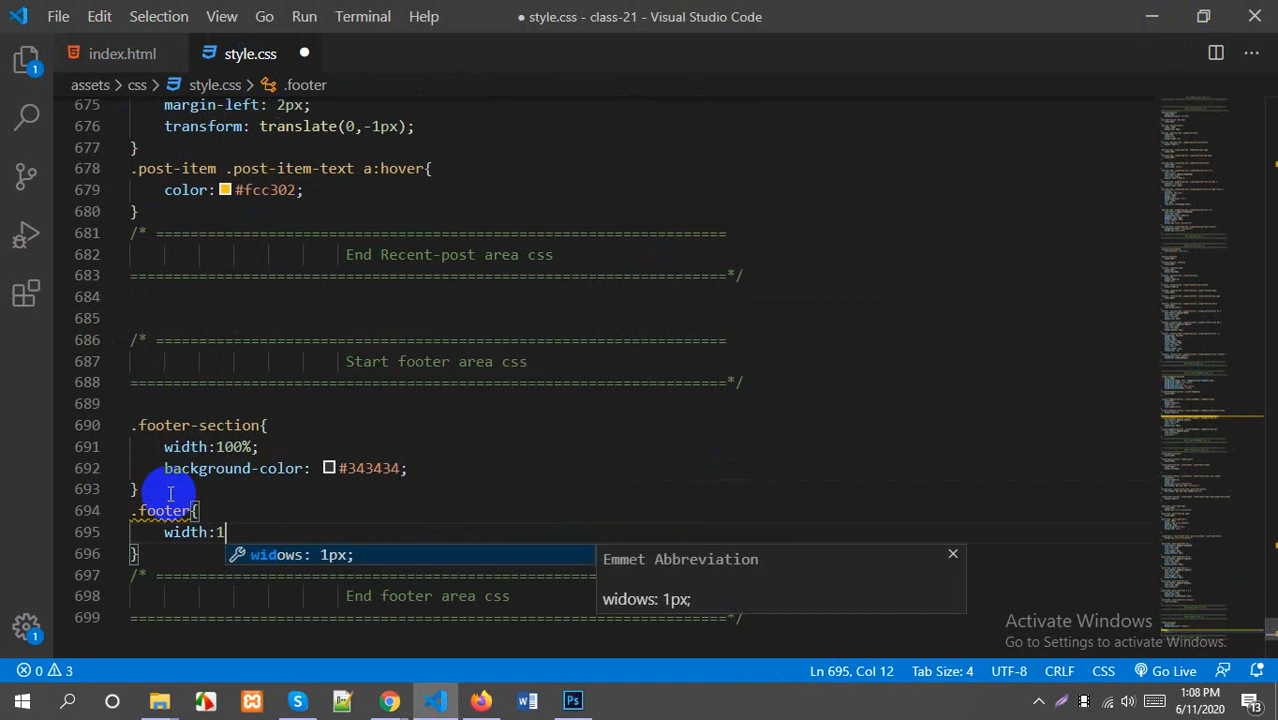 File Edit Selection View Go Run Terminal Help
● style.css - class-21 - Visual Studio Code
index.html style.css
assets > css > style.css > .footer
675 margin-left: 2px;
676 transform: translate(0,-1px);
677 }
678 .post-item .post-item-text a:hover{
679 color: #fcc302;
680 }
681 /* ===================================================================
682 End Recent-post area css
683 ===================================================================*/
684
685
686 /* ===================================================================
687 Start footer area css
688 ===================================================================*/
689
690 .footer-section{
691 width:100%;
692 background-color: #343434;
693 }
694 .footer{
695 width:1
widows: 1px;
Emmet Abbreviation
widows: 1px;
696 }
697 /* ===================================================================
698 End footer area css
699 ===================================================================*/
Activate Windows
Go to Settings to activate Windows.
1
1
0 3 Ln 695, Col 12 Tab Size: 4 UTF-8 CRLF CSS Go Live
1:08 PM
6/11/2020
13